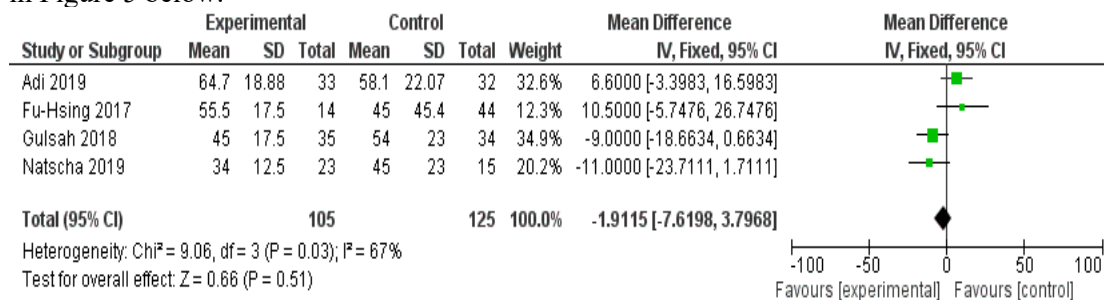 Experimental Control Mean Difference Mean Difference
Study or Subgroup Mean SD Total Mean SD Total Weight IV, Fixed, 95% CI IV, Fixed, 95% CI
Adi 2019 64.7 18.88 33 58.1 22.07 32 32.6% 6.6000 [-3.3983, 16.5983]
Fu-Hsing 2017 55.5 17.5 14 45 45.4 44 12.3% 10.5000 [-5.7476, 26.7476]
Gulsah 2018 45 17.5 35 54 23 34 34.9% -9.0000 [-18.6634, 0.6634]
Natscha 2019 34 12.5 23 45 23 15 20.2% -11.0000 [-23.7111, 1.7111]
Total (95% CI) 105 125 100.0% -1.9115 [-7.6198, 3.7968]
Heterogeneity: Chi² = 9.06, df = 3 (P = 0.03); I² = 67%
Test for overall effect: Z = 0.66 (P = 0.51)
-100 -50 0 50 100
Favours [experimental] Favours [control]